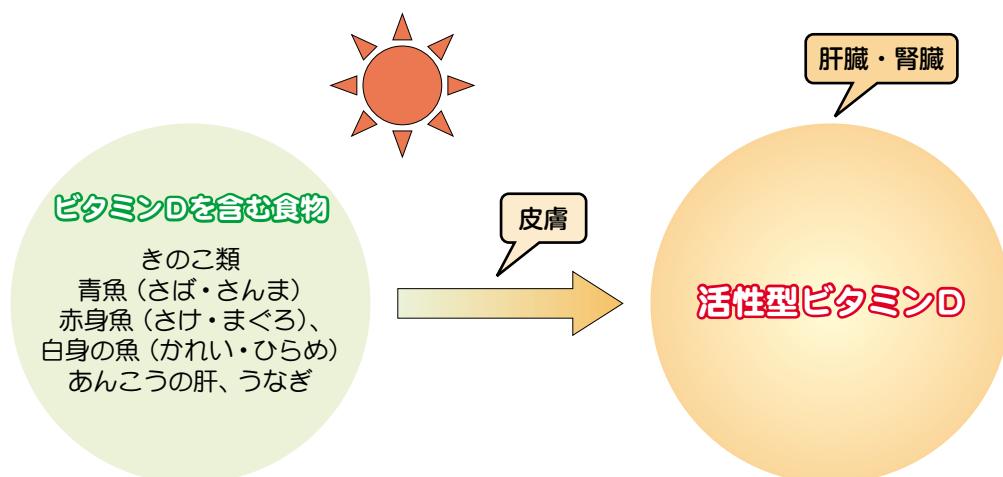 肝臓・腎臓
ビタミンDを含む食物
皮膚
きのこ類
青魚（さば・さんま）
赤身魚（さけ・まぐろ）、
白身の魚（かれい・ひらめ）
あんこうの肝、うなぎ
活性型ビタミンD